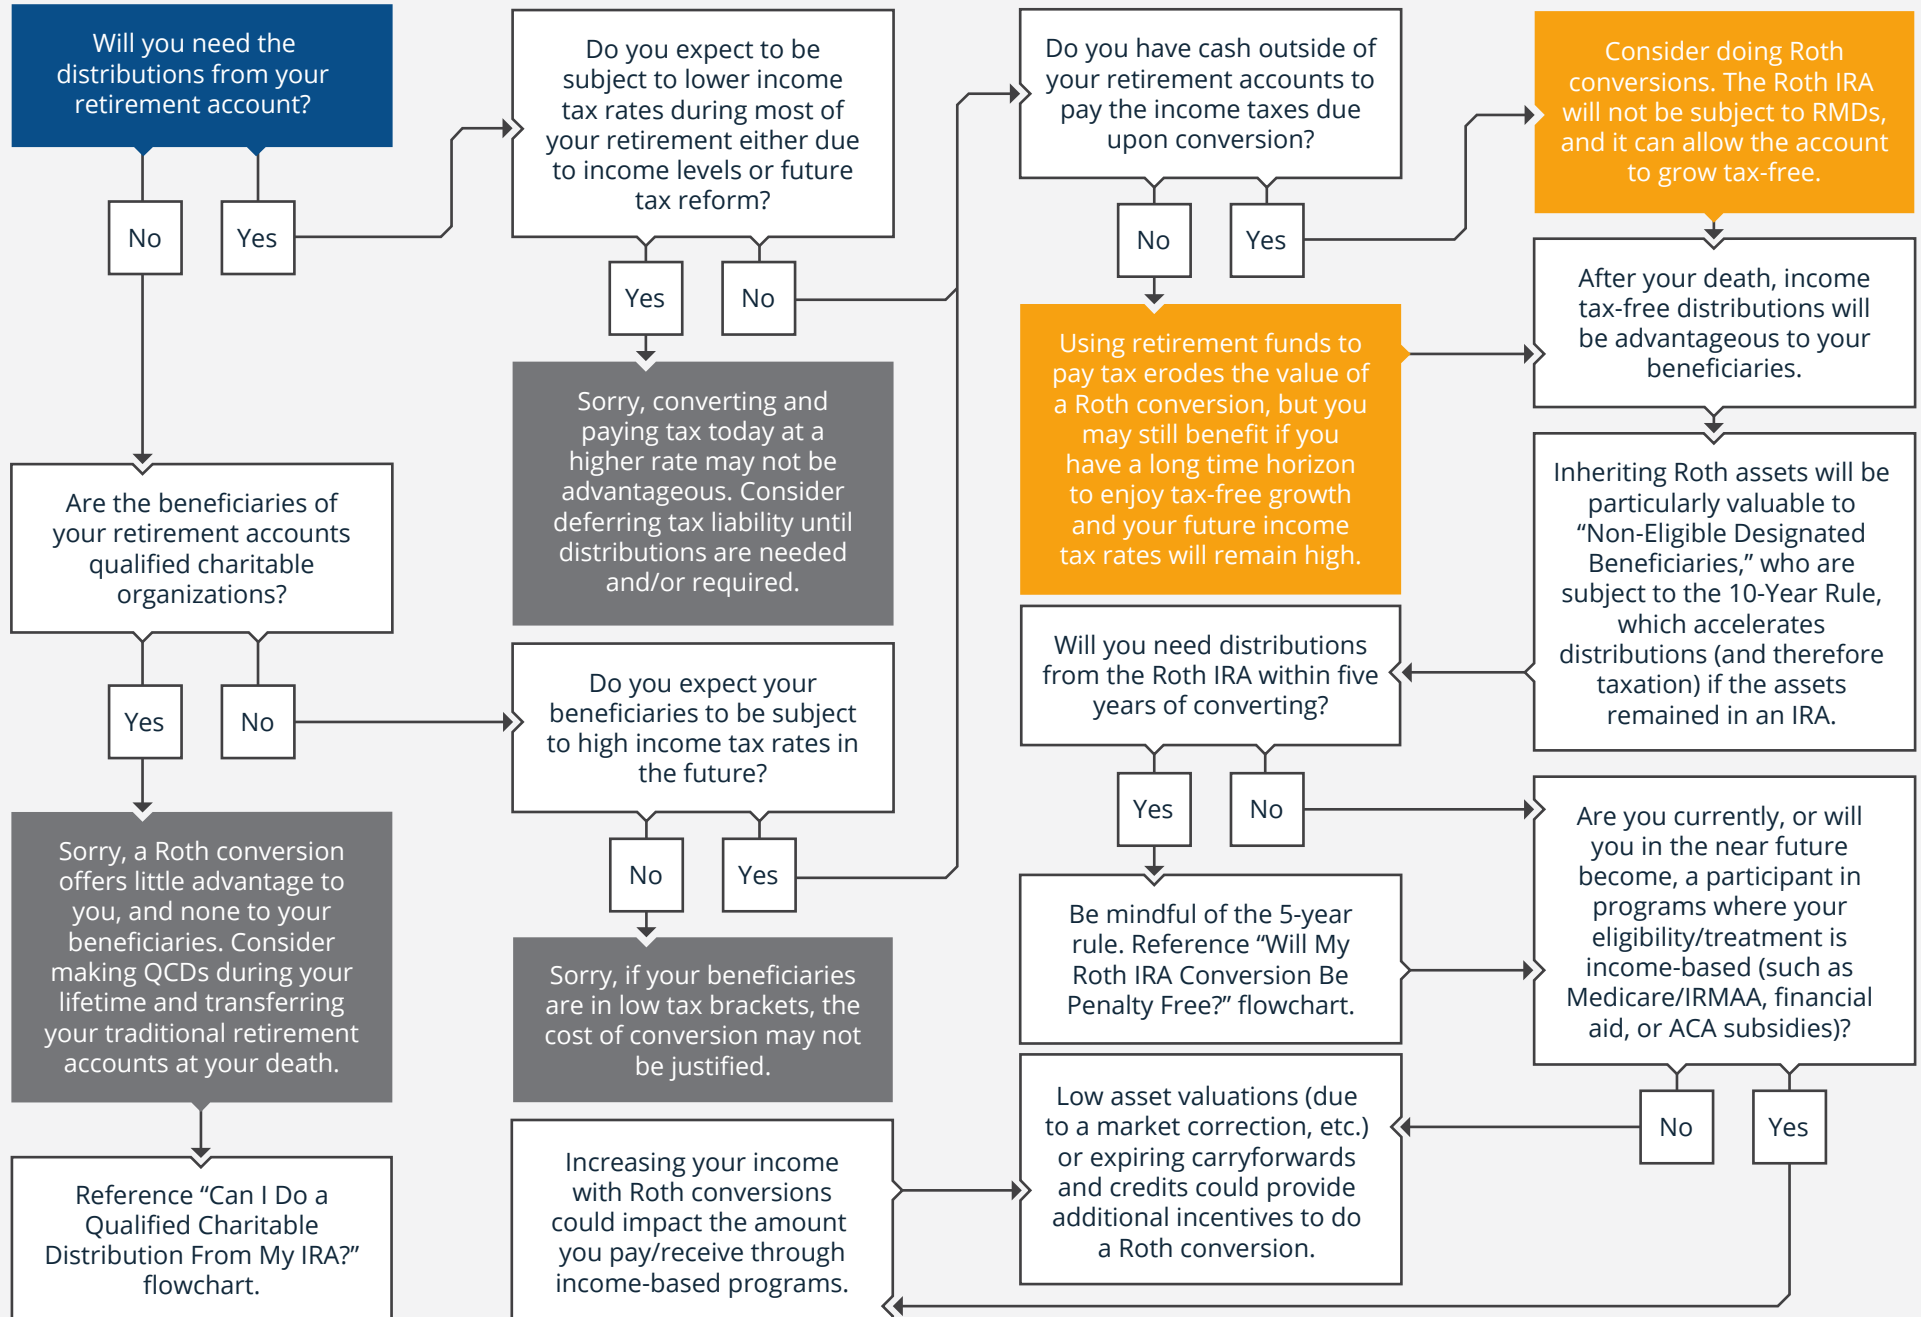 Will you need the
distributions from your
retirement account?
No
Yes
Are the beneficiaries of
your retirement accounts
qualified charitable
organizations?
Yes
No
Sorry, a Roth conversion
offers little advantage to
you, and none to your
beneficiaries. Consider
making QCDs during your
lifetime and transferring
your traditional retirement
accounts at your death.
Reference “Can I Do a
Qualified Charitable
Distribution From My IRA?”
flowchart.
Do you expect to be
subject to lower income
tax rates during most of
your retirement either due
to income levels or future
tax reform?
Yes
No
Sorry, converting and
paying tax today at a
higher rate may not be
advantageous. Consider
deferring tax liability until
distributions are needed
and/or required.
Do you expect your
beneficiaries to be subject
to high income tax rates in
the future?
No
Yes
Sorry, if your beneficiaries
are in low tax brackets, the
cost of conversion may not
be justified.
Increasing your income
with Roth conversions
could impact the amount
you pay/receive through
income-based programs.
Do you have cash outside of
your retirement accounts to
pay the income taxes due
upon conversion?
No
Yes
Using retirement funds to
pay tax erodes the value of
a Roth conversion, but you
may still benefit if you
have a long time horizon
to enjoy tax-free growth
and your future income
tax rates will remain high.
Will you need distributions
from the Roth IRA within five
years of converting?
Yes
No
Be mindful of the 5-year
rule. Reference “Will My
Roth IRA Conversion Be
Penalty Free?” flowchart.
Low asset valuations (due
to a market correction, etc.)
or expiring carryforwards
and credits could provide
additional incentives to do
a Roth conversion.
Consider doing Roth
conversions. The Roth IRA
will not be subject to RMDs,
and it can allow the account
to grow tax-free.
After your death, income
tax-free distributions will
be advantageous to your
beneficiaries.
Inheriting Roth assets will be
particularly valuable to
“Non-Eligible Designated
Beneficiaries,” who are
subject to the 10-Year Rule,
which accelerates
distributions (and therefore
taxation) if the assets
remained in an IRA.
Are you currently, or will
you in the near future
become, a participant in
programs where your
eligibility/treatment is
income-based (such as
Medicare/IRMAA, financial
aid, or ACA subsidies)?
No
Yes